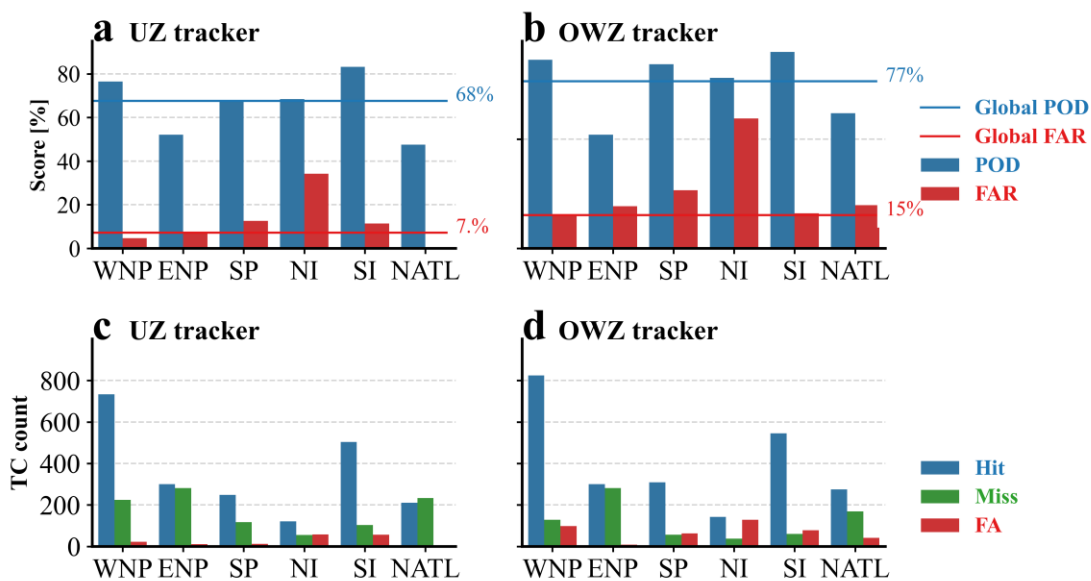 a UZ tracker
b OWZ tracker
Score [%]
80
60
40
20
0
68%
7.%
77%
15%
WNP ENP SP NI SI NATL
WNP ENP SP NI SI NATL
Global POD
Global FAR
POD
FAR
c UZ tracker
d OWZ tracker
TC count
800
600
400
200
0
WNP ENP SP NI SI NATL
WNP ENP SP NI SI NATL
Hit
Miss
FA